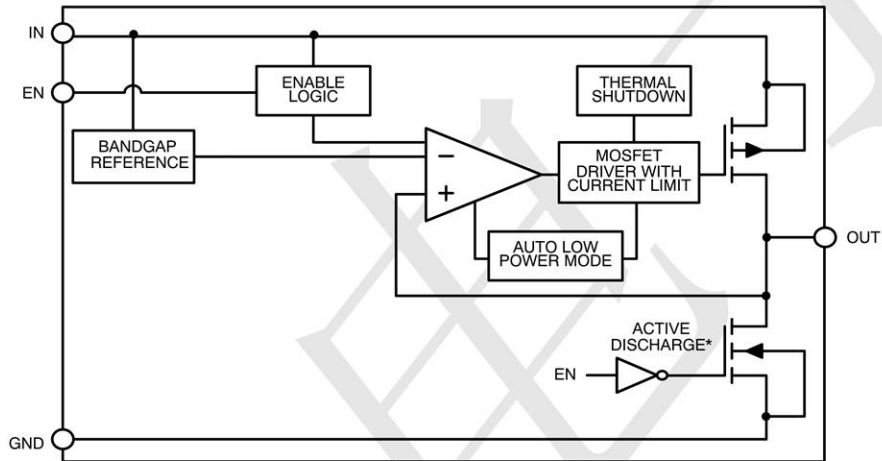 IN
EN
ENABLE
LOGIC
THERMAL
SHUTDOWN
BANDGAP
REFERENCE
−
+
MOSFET
DRIVER WITH
CURRENT LIMIT
AUTO LOW
POWER MODE
OUT
ACTIVE
DISCHARGE*
EN
GND